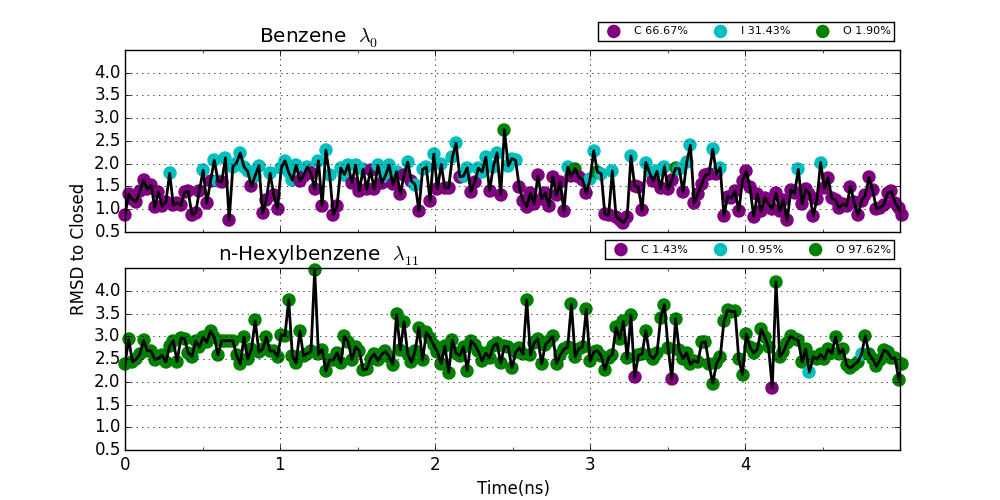 Benzene λ₀
C 66.67% I 31.43% O 1.90%
4.0
3.5
3.0
2.5
2.0
1.5
1.0
0.5
n-Hexylbenzene λ₁₁
C 1.43% I 0.95% O 97.62%
RMSD to Closed
4.0
3.5
3.0
2.5
2.0
1.5
1.0
0.5
0 1 2 3 4
Time(ns)